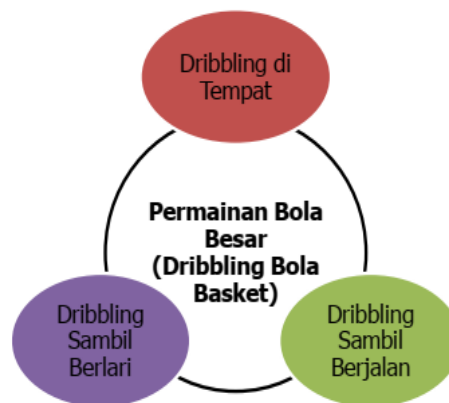 Dribbling di
Tempat
Permainan Bola
Besar
(Dribbling Bola
Basket)
Dribbling
Sambil
Berlari
Dribbling
Sambil
Berjalan